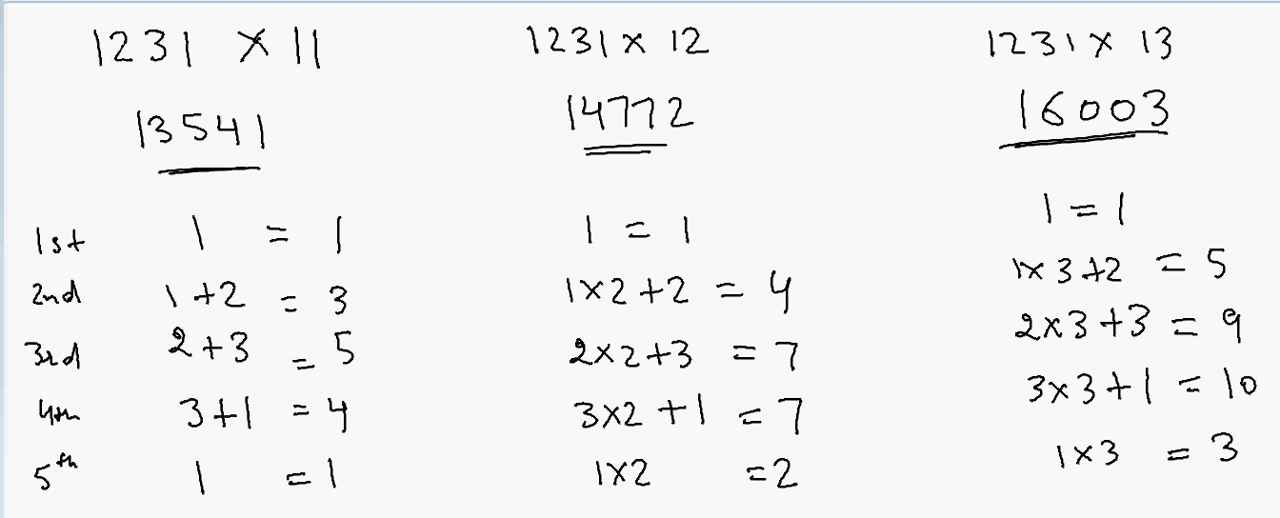 1231 × 11
13541
1st 1 = 1
2nd 1+2 = 3
3rd 2+3 = 5
4th 3+1 = 4
5th 1 = 1
1231 × 12
14772
1 = 1
1×2+2 = 4
2×2+3 = 7
3×2+1 = 7
1×2 = 2
1231 × 13
16003
1 = 1
1×3+2 = 5
2×3+3 = 9
3×3+1 = 10
1×3 = 3